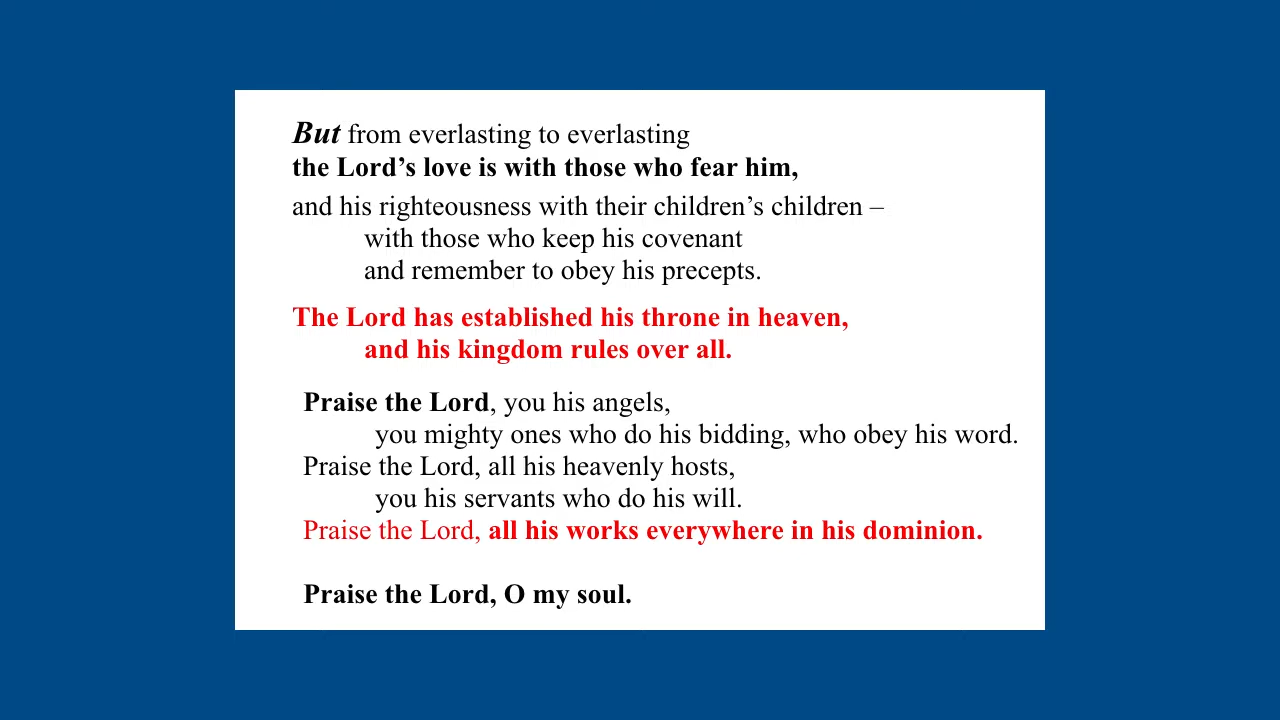 But from everlasting to everlasting
the Lord’s love is with those who fear him,
and his righteousness with their children’s children –
with those who keep his covenant
and remember to obey his precepts.
The Lord has established his throne in heaven,
and his kingdom rules over all.
Praise the Lord, you his angels,
you mighty ones who do his bidding, who obey his word.
Praise the Lord, all his heavenly hosts,
you his servants who do his will.
Praise the Lord, all his works everywhere in his dominion.
Praise the Lord, O my soul.